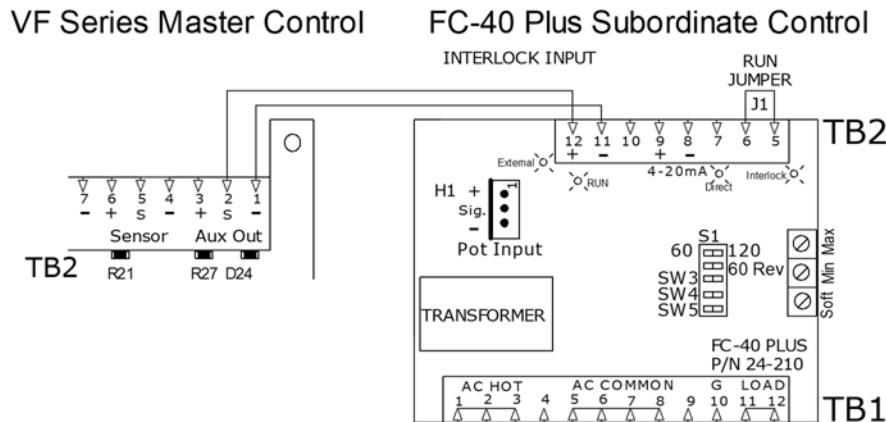 VF Series Master Control
FC-40 Plus Subordinate Control
INTERLOCK INPUT
RUN
JUMPER
J1
TB2
12 11 10 9 8 7 6 5
+ - + -
4-20mA
External
RUN
Direct
Interlock
H1 +
1
Sig.
-
Pot Input
7 6 5 4 3 2 1
- + S - + S -
Sensor Aux Out
TB2
R21 R27 D24
S1
60 120
60 Rev
SW3
SW4
SW5
Soft Min Max
TRANSFORMER
FC-40 PLUS
P/N 24-210
AC HOT AC COMMON G LOAD
1 2 3 4 5 6 7 8 9 10 11 12
TB1